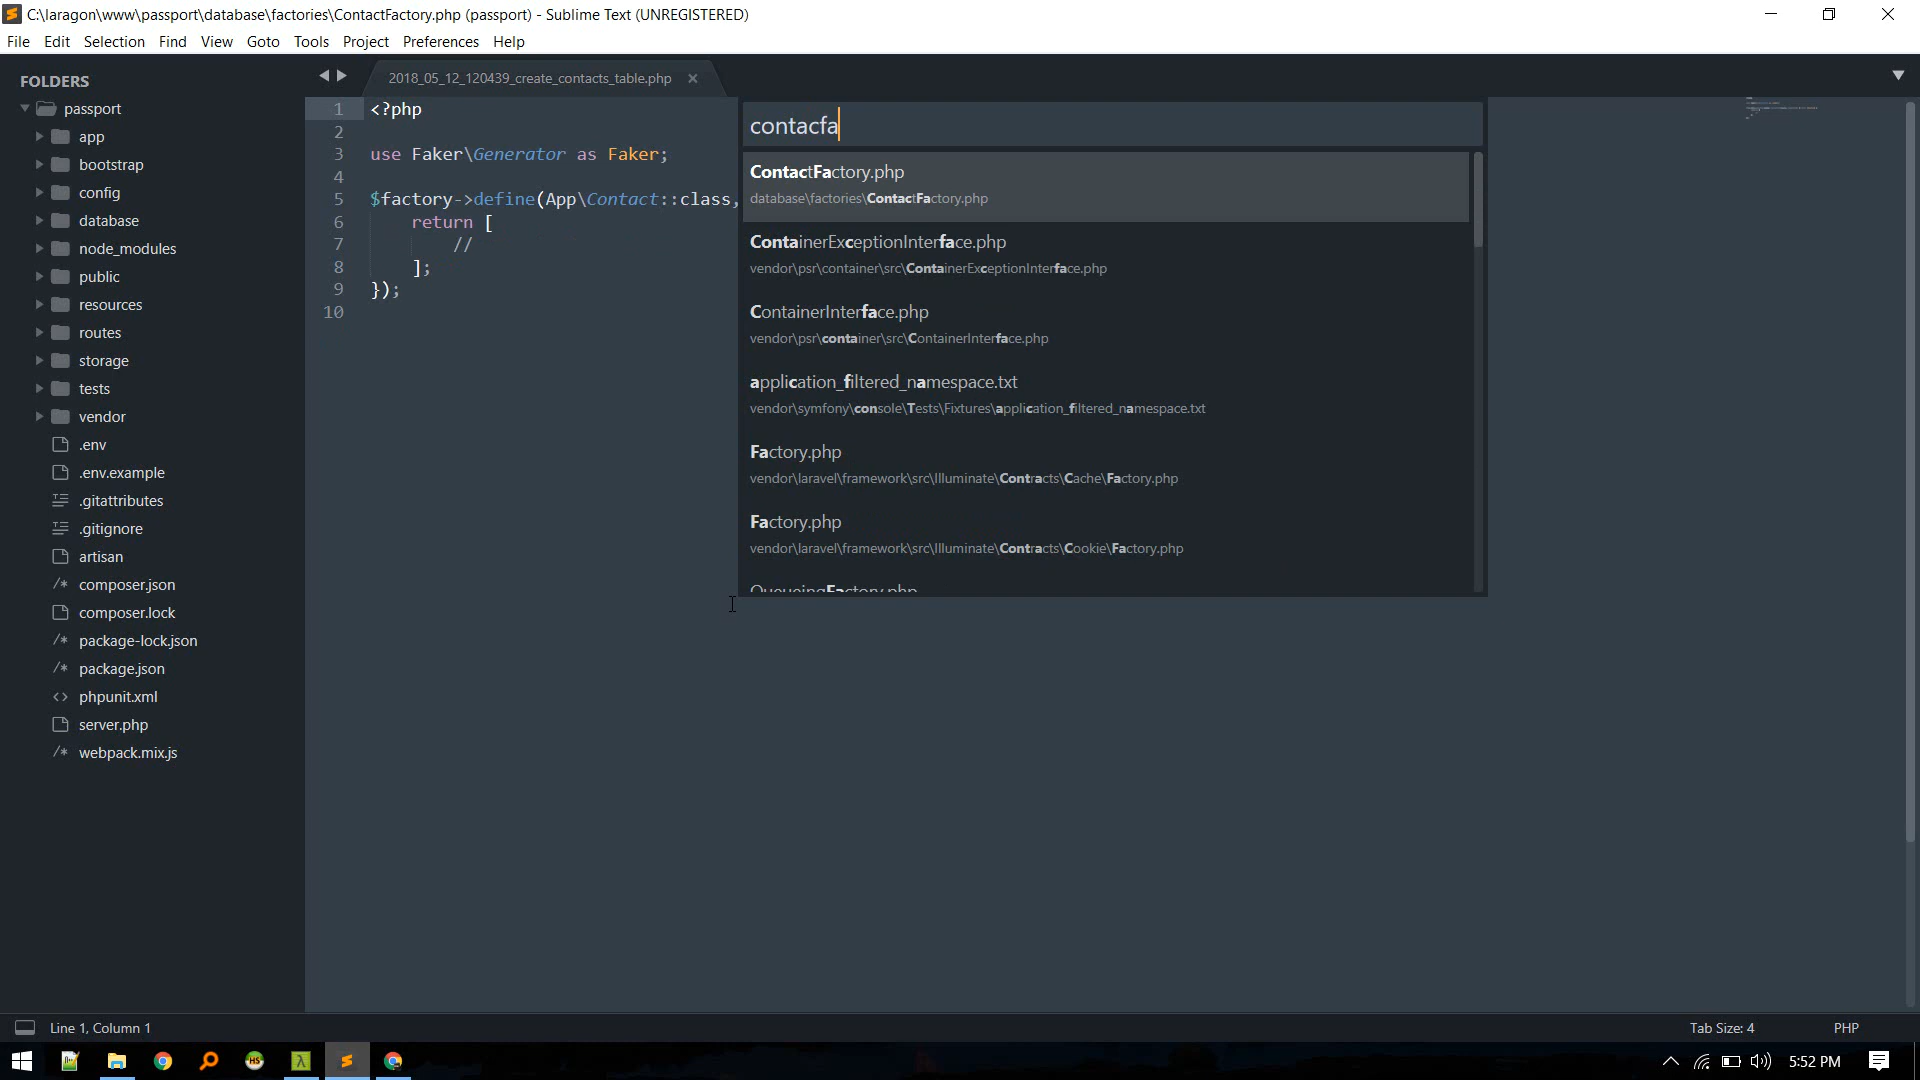 C:\laragon\www\passport\database\factories\ContactFactory.php (passport) - Sublime Text (UNREGISTERED)
File Edit Selection Find View Goto Tools Project Preferences Help
FOLDERS
passport
app
bootstrap
config
database
node_modules
public
resources
routes
storage
tests
vendor
.env
.env.example
.gitattributes
.gitignore
artisan
composer.json
composer.lock
package-lock.json
package.json
phpunit.xml
server.php
webpack.mix.js
2018_05_12_120439_create_contacts_table.php
1 <?php
2
3 use Faker\Generator as Faker;
4
5 $factory->define(App\Contact::class,
6 return [
7 //
8 ];
9 });
10
contacfa
ContactFactory.php
database\factories\ContactFactory.php
ContainerExceptionInterface.php
vendor\psr\container\src\ContainerExceptionInterface.php
ContainerInterface.php
vendor\psr\container\src\ContainerInterface.php
application_filtered_namespace.txt
vendor\symfony\console\Tests\Fixtures\application_filtered_namespace.txt
Factory.php
vendor\laravel\framework\src\Illuminate\Contracts\Cache\Factory.php
Factory.php
vendor\laravel\framework\src\Illuminate\Contracts\Cookie\Factory.php
QueueingFactory.php
Line 1, Column 1
Tab Size: 4
PHP
5:52 PM